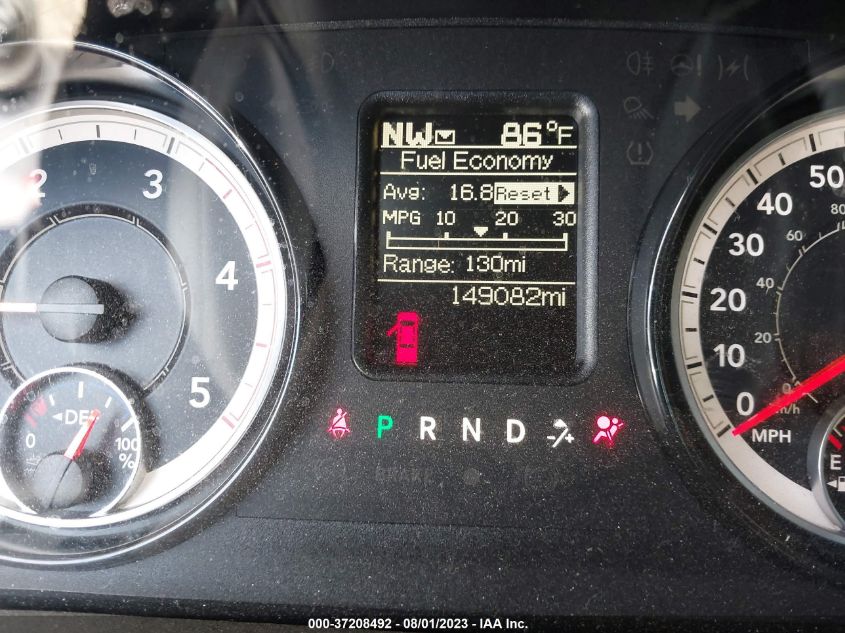 NW 86°F
Fuel Economy
Avg: 16.8 Reset
MPG 10 20 30
Range: 130mi
149082mi
2 3 4 5
◄DEF
0 100 %
P R N D
50
40
30
20
10
0
MPH
80
60
40
20
0
km/h
E
000-37208492 - 08/01/2023 - IAA Inc.